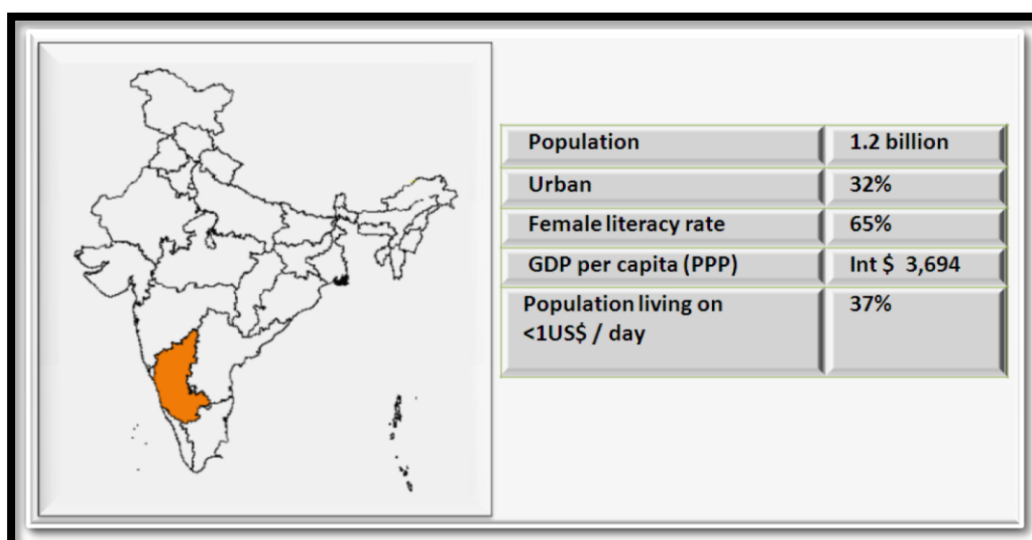 Population 1.2 billion
Urban 32%
Female literacy rate 65%
GDP per capita (PPP) Int $ 3,694
Population living on 37%
<1US$ / day